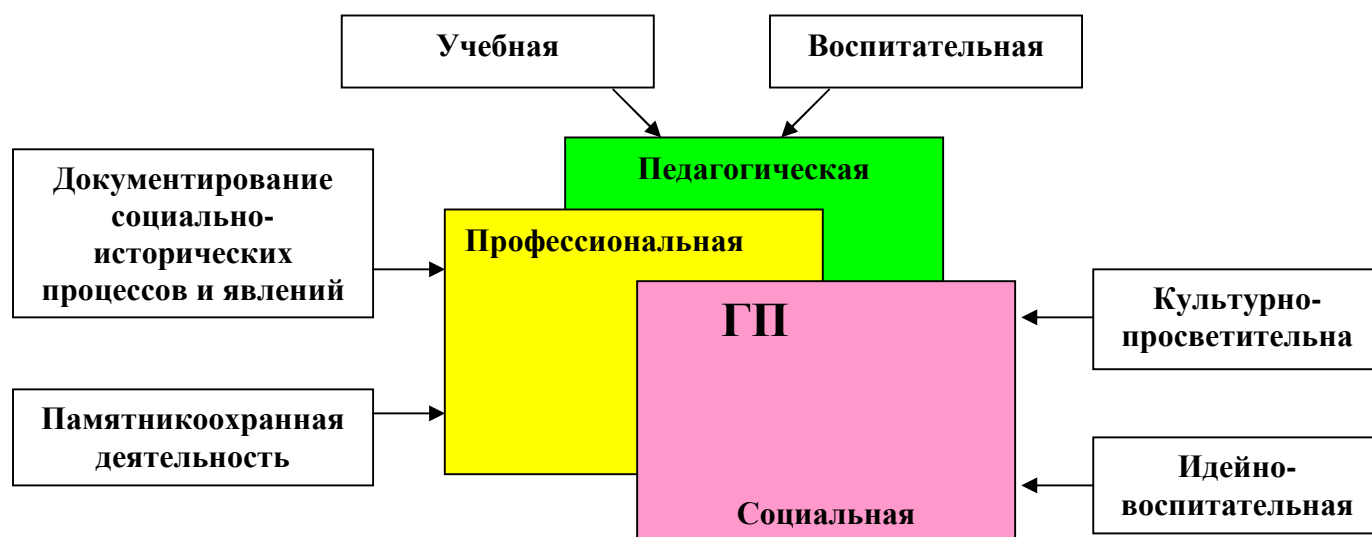 Учебная
Воспитательная
Педагогическая
Документирование
социально-
исторических
процессов и явлений
Профессиональная
ГП
Культурно-
просветительна
Памятникоохранная
деятельность
Идейно-
воспитательная
Социальная